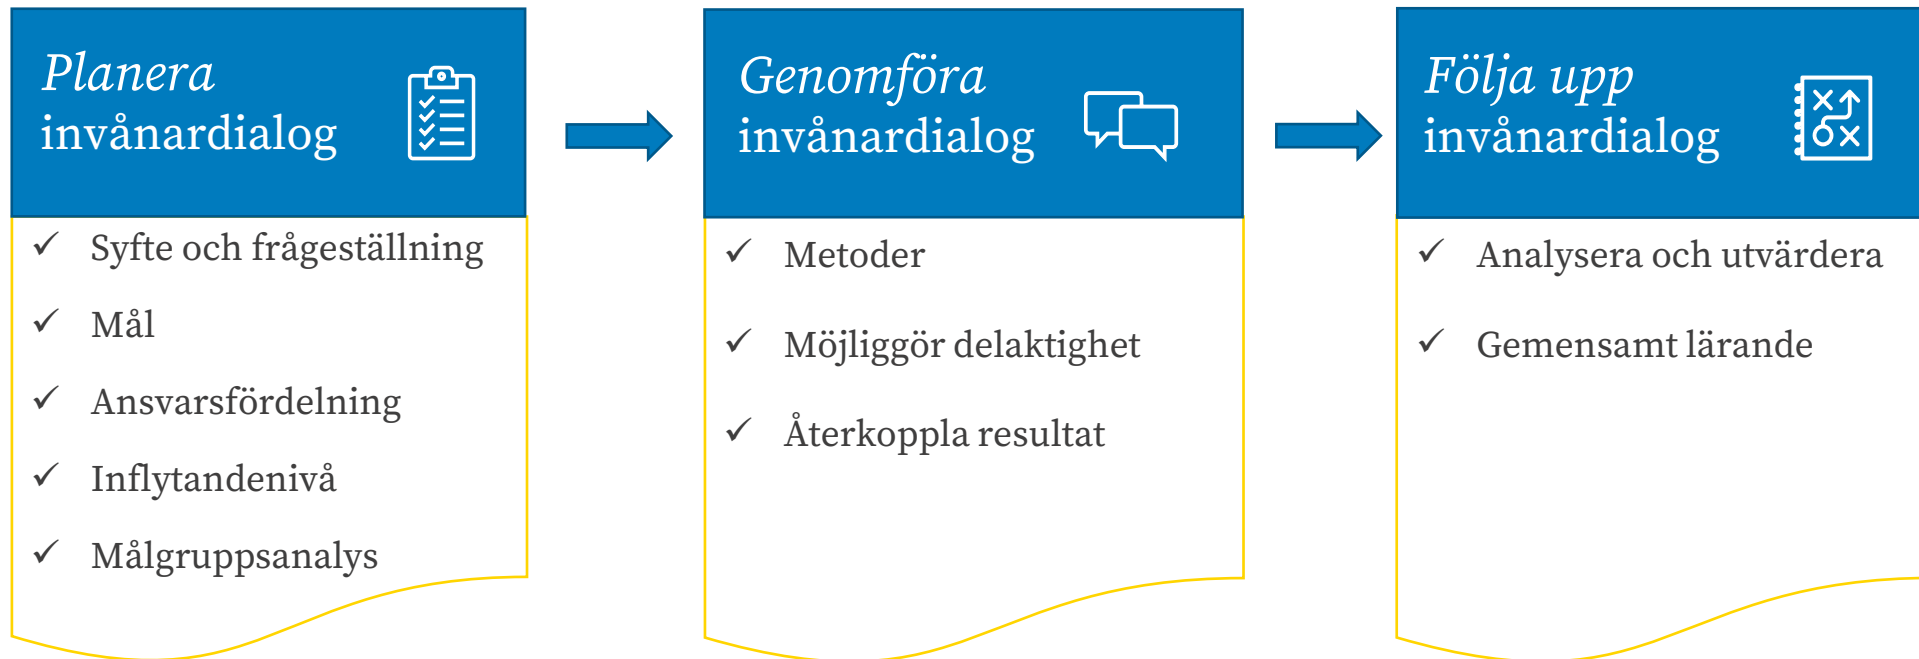 Planera
invånardialog
Syfte och frågeställning
Mål
Ansvarsfördelning
Inflytandenivå
Målgruppsanalys
Genomföra
invånardialog
Metoder
Möjliggör delaktighet
Återkoppla resultat
Följa upp
invånardialog
Analysera och utvärdera
Gemensamt lärande